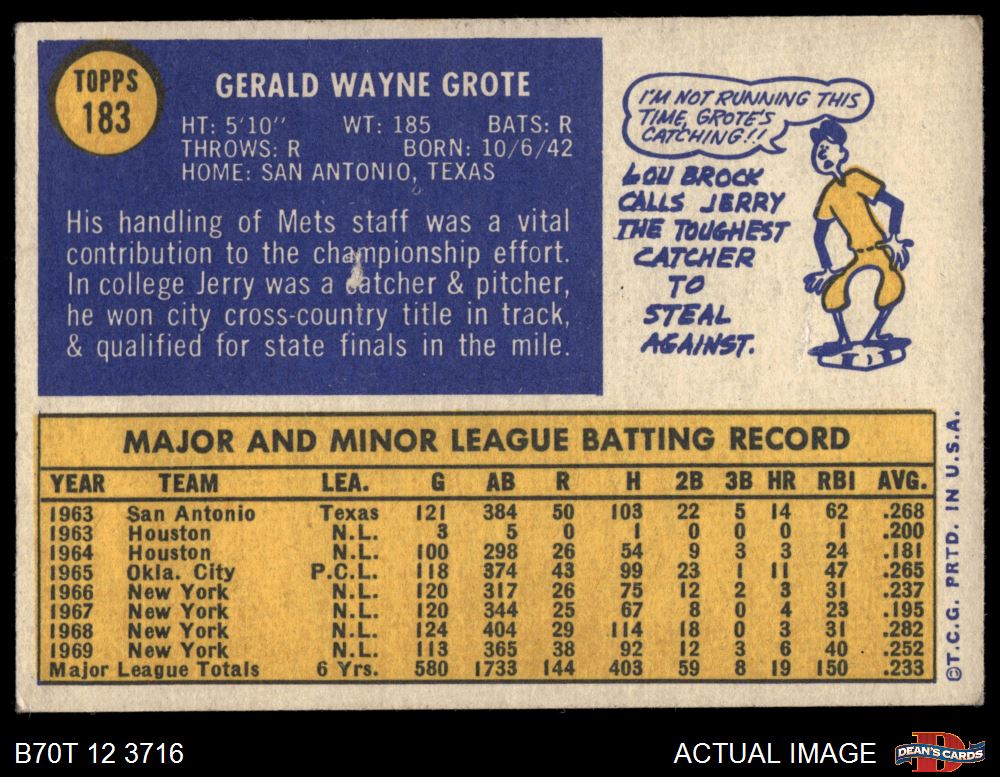 TOPPS
183
GERALD WAYNE GROTE
HT: 5'10" WT: 185 BATS: R
THROWS: R BORN: 10/6/42
HOME: SAN ANTONIO, TEXAS
His handling of Mets staff was a vital
contribution to the championship effort.
In college Jerry was a catcher & pitcher,
he won city cross-country title in track,
& qualified for state finals in the mile.
I'M NOT RUNNING THIS
TIME, GROTE'S
CATCHING!!
LOU BROCK
CALLS JERRY
THE TOUGHEST
CATCHER
TO
STEAL
AGAINST.
MAJOR AND MINOR LEAGUE BATTING RECORD
YEAR TEAM LEA. G AB R H 2B 3B HR RBI AVG.
1963 San Antonio Texas 121 384 50 103 22 5 14 62 .268
1963 Houston N.L. 3 5 0 1 0 0 0 1 .200
1964 Houston N.L. 100 298 26 54 9 3 3 24 .181
1965 Okla. City P.C.L. 118 374 43 99 23 1 11 47 .265
1966 New York N.L. 120 317 26 75 12 2 3 31 .237
1967 New York N.L. 120 344 25 67 8 0 4 23 .195
1968 New York N.L. 124 404 29 114 18 0 3 31 .282
1969 New York N.L. 113 365 38 92 12 3 6 40 .252
Major League Totals 6 Yrs. 580 1733 144 403 59 8 19 150 .233
©T.C.G. PRTD. IN U.S.A.
B70T 12 3716
ACTUAL IMAGE
D
DEAN'S CARDS